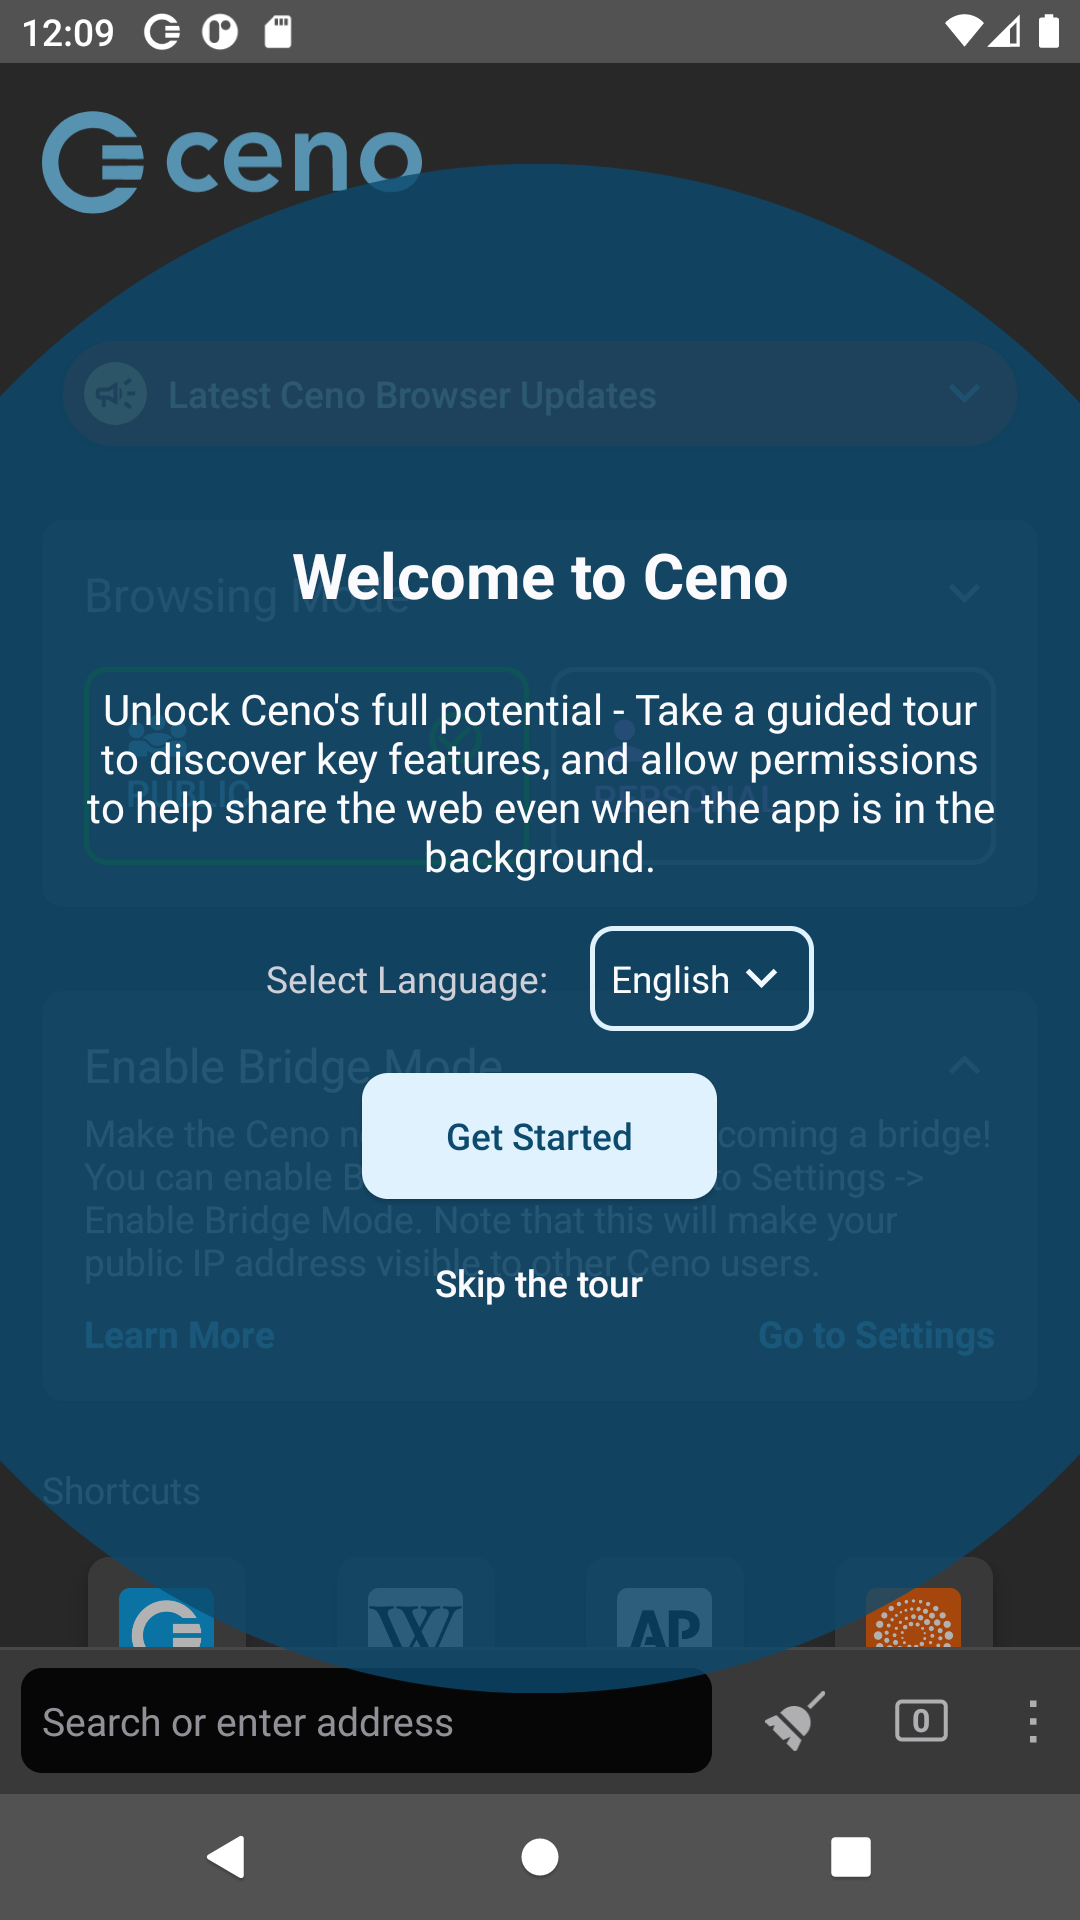 12:09
ceno
Latest Ceno Browser Updates
Welcome to Ceno
Browsing Mode
Unlock Ceno's full potential - Take a guided tour
to discover key features, and allow permissions
to help share the web even when the app is in the
background.
PUBLIC
PERSONAL
Select Language:
English
Enable Bridge Mode
Get Started
Make the Ceno n
coming a bridge!
You can enable B
to Settings ->
Enable Bridge Mode. Note that this will make your
public IP address visible to other Ceno users.
Skip the tour
Learn More
Go to Settings
Shortcuts
W
AP
Search or enter address
0